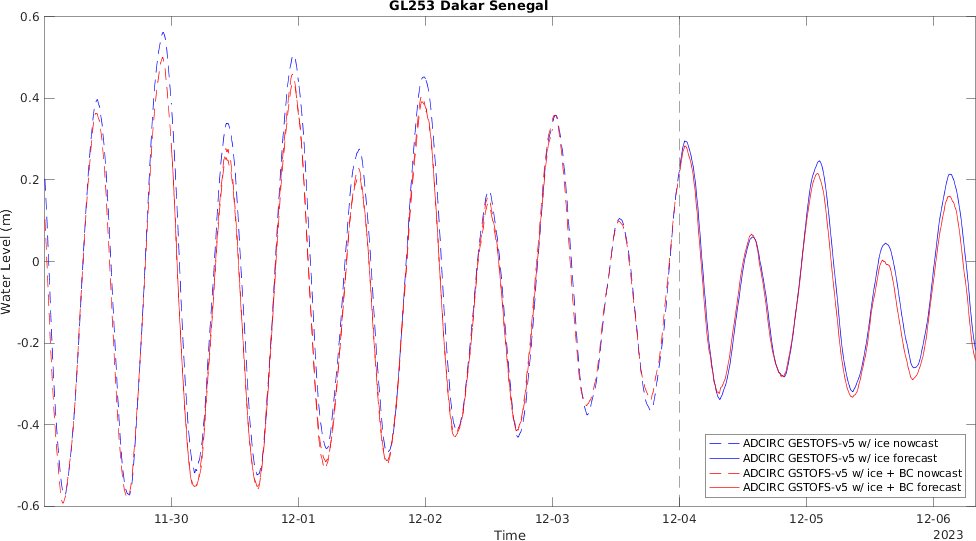 GL253 Dakar Senegal
0.6
0.4
0.2
0
-0.2
-0.4
-0.6
Water Level (m)
11-30
12-01
12-02
12-03
12-04
12-05
12-06
Time
2023
ADCIRC GESTOFS-v5 w/ ice nowcast
ADCIRC GESTOFS-v5 w/ ice forecast
ADCIRC GSTOFS-v5 w/ ice + BC nowcast
ADCIRC GSTOFS-v5 w/ ice + BC forecast